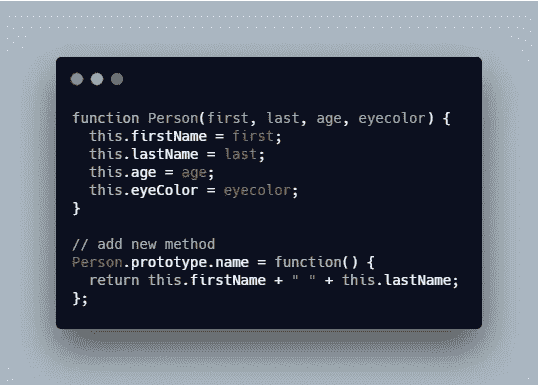 function Person(first, last, age, eyecolor) {
  this.firstName = first;
  this.lastName = last;
  this.age = age;
  this.eyeColor = eyecolor;
}

// add new method
Person.prototype.name = function() {
  return this.firstName + " " + this.lastName;
};